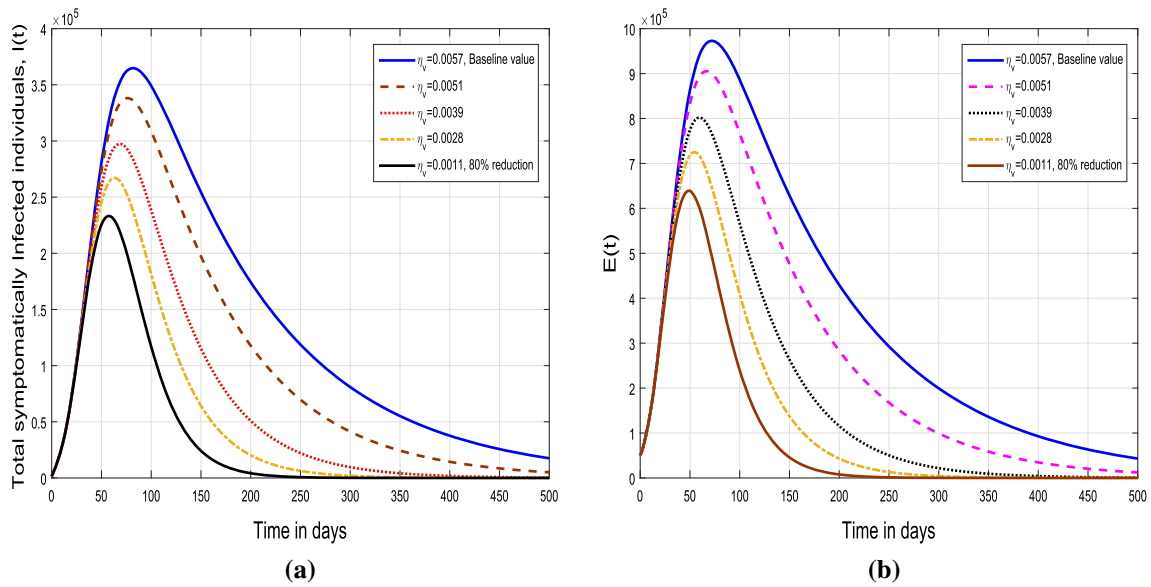 ×10⁵
4
3.5
3
2.5
2
1.5
1
0.5
0
Total symptomatically Infected individuals, I(t)
η_v=0.0057, Baseline value
η_v=0.0051
η_v=0.0039
η_v=0.0028
η_v=0.0011, 80% reduction
0 50 100 150 200 250 300 350 400 450 500
Time in days
(a)
×10⁵
10
9
8
7
6
5
4
3
2
1
0
E(t)
η_v=0.0057, Baseline value
η_v=0.0051
η_v=0.0039
η_v=0.0028
η_v=0.0011, 80% reduction
0 50 100 150 200 250 300 350 400 450 500
Time in days
(b)